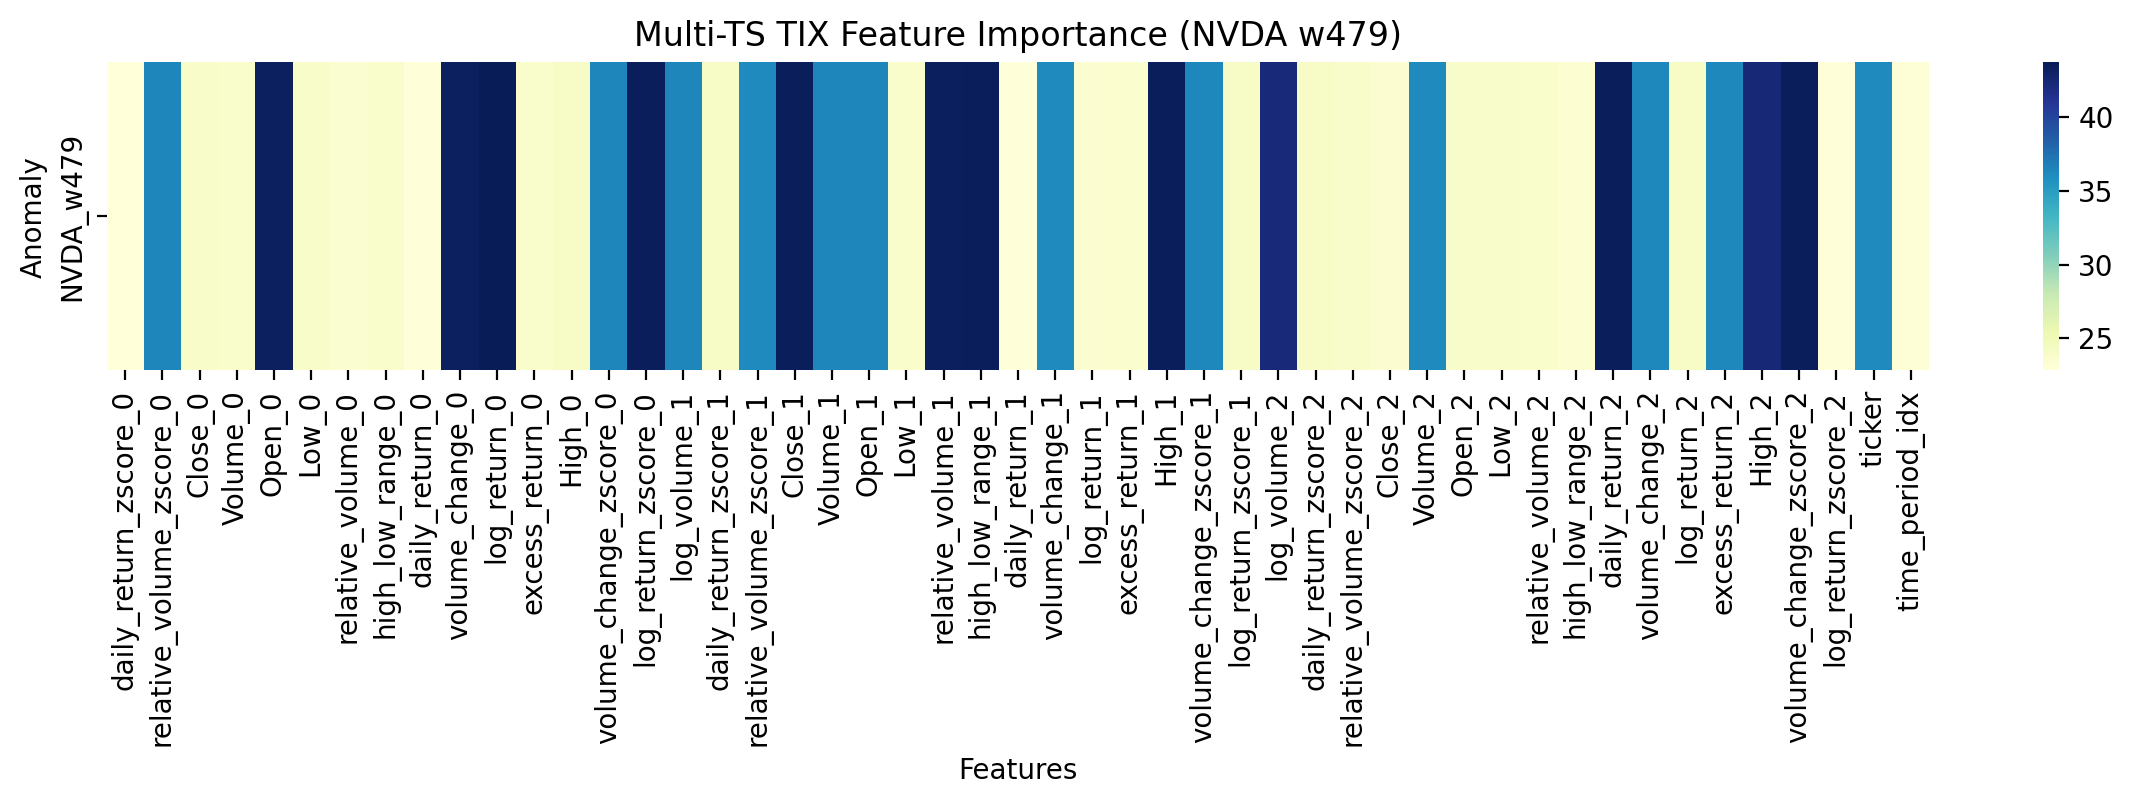 Multi-TS TIX Feature Importance (NVDA w479)
Anomaly
NVDA_w479
40
35
30
25
daily_return_zscore_0
relative_volume_zscore_0
Close_0
Volume_0
Open_0
Low_0
relative_volume_0
high_low_range_0
daily_return_0
volume_change_0
log_return_0
excess_return_0
High_0
volume_change_zscore_0
log_return_zscore_0
log_volume_1
daily_return_zscore_1
relative_volume_zscore_1
Close_1
Volume_1
Open_1
Low_1
relative_volume_1
high_low_range_1
daily_return_1
volume_change_1
log_return_1
excess_return_1
High_1
volume_change_zscore_1
log_return_zscore_1
log_volume_2
daily_return_zscore_2
relative_volume_zscore_2
Close_2
Volume_2
Open_2
Low_2
relative_volume_2
high_low_range_2
daily_return_2
volume_change_2
log_return_2
excess_return_2
High_2
volume_change_zscore_2
log_return_zscore_2
ticker
time_period_idx
Features